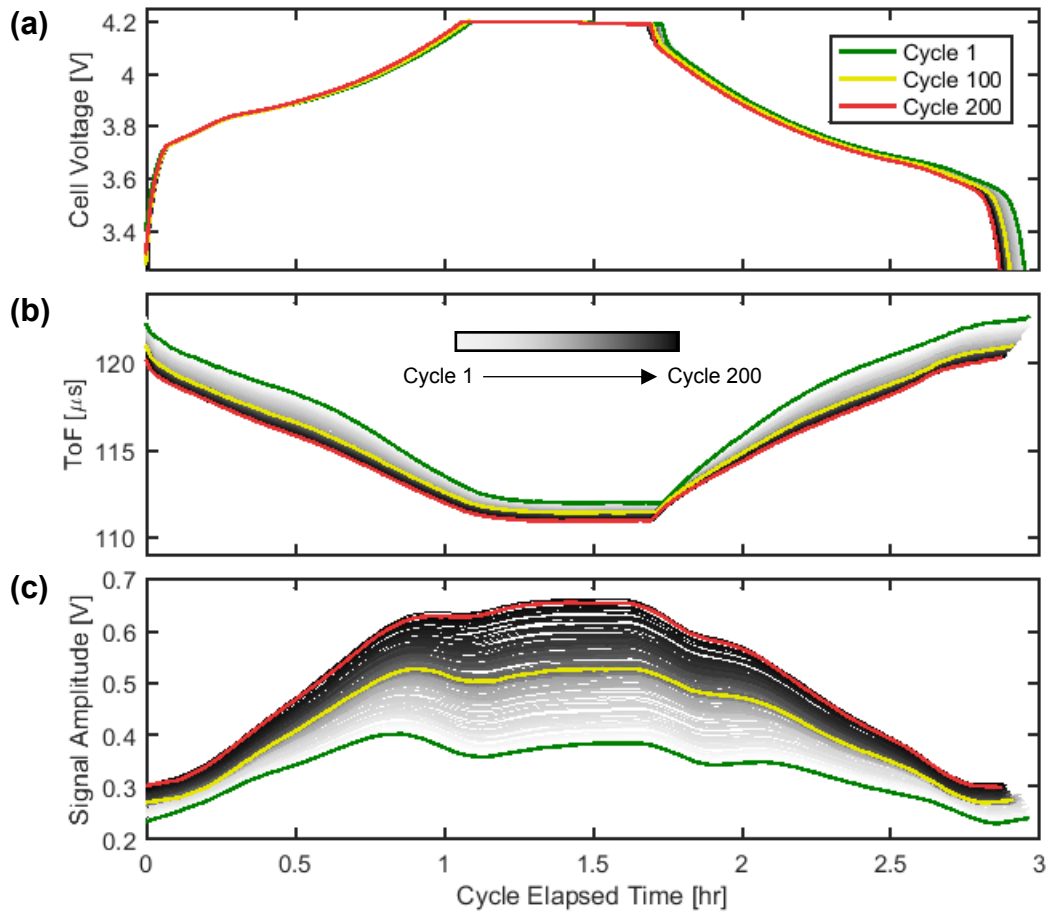 (a)
Cell Voltage [V]
4.2
4
3.8
3.6
3.4
Cycle 1
Cycle 100
Cycle 200
(b)
ToF [μs]
120
115
110
Cycle 1
Cycle 200
(c)
Signal Amplitude [V]
0.7
0.6
0.5
0.4
0.3
0.2
0
0.5
1
1.5
2
2.5
3
Cycle Elapsed Time [hr]